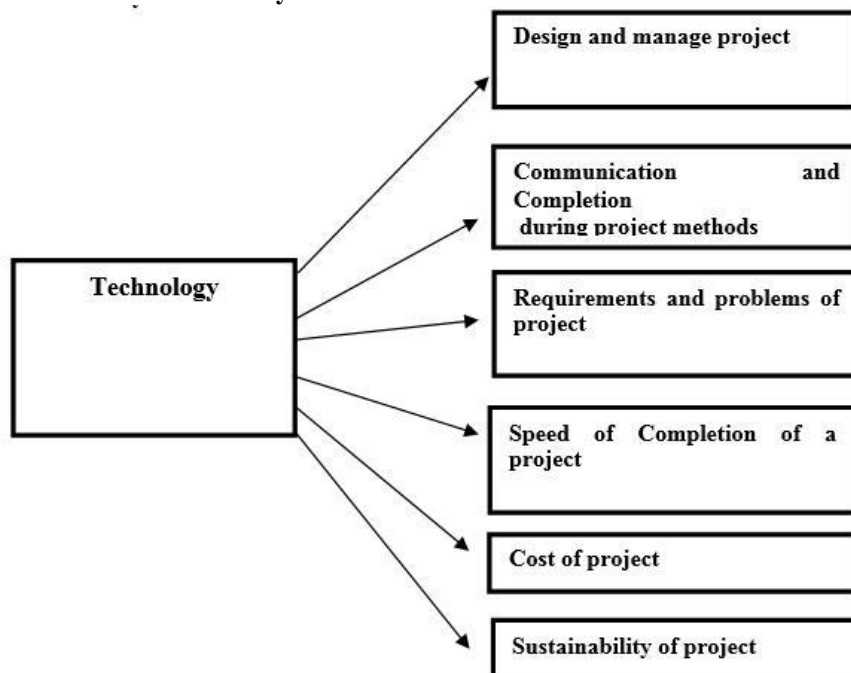 Design and manage project
Communication and
Completion
during project methods
Technology
Requirements and problems of
project
Speed of Completion of a
project
Cost of project
Sustainability of project